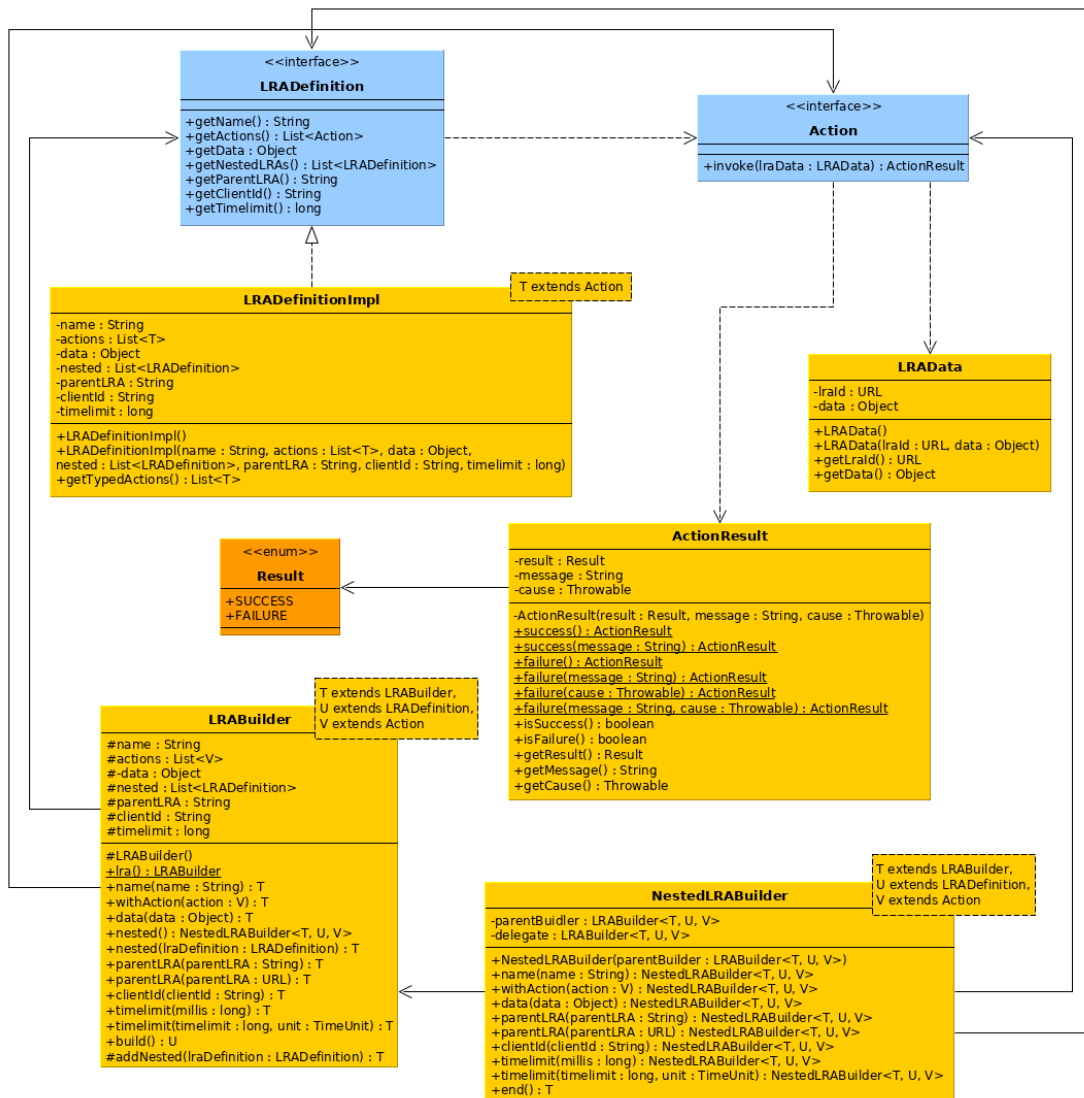 <<interface>>
LRADefinition
+getName() : String
+getActions() : List<Action>
+getData() : Object
+getNestedLRAs() : List<LRADefinition>
+getParentLRA() : String
+getClientId() : String
+getTimelimit() : long
<<interface>>
Action
+invoke(lraData : LRAData) : ActionResult
T extends Action
LRADefinitionImpl
-name : String
-actions : List<T>
-data : Object
-nested : List<LRADefinition>
-parentLRA : String
-clientId : String
-timelimit : long
+LRADefinitionImpl()
+LRADefinitionImpl(name : String, actions : List<T>, data : Object,
nested : List<LRADefinition>, parentLRA : String, clientId : String, timelimit : long)
+getTypedActions() : List<T>
LRAData
-lraId : URL
-data : Object
+LRAData()
+LRAData(lraId : URL, data : Object)
+getLraId() : URL
+getData() : Object
<<enum>>
Result
+SUCCESS
+FAILURE
ActionResult
-result : Result
-message : String
-cause : Throwable
-ActionResult(result : Result, message : String, cause : Throwable)
+success() : ActionResult
+success(message : String) : ActionResult
+failure() : ActionResult
+failure(message : String) : ActionResult
+failure(cause : Throwable) : ActionResult
+failure(message : String, cause : Throwable) : ActionResult
+isSuccess() : boolean
+isFailure() : boolean
+getResult() : Result
+getMessage() : String
+getCause() : Throwable
T extends LRABuilder,
U extends LRADefinition,
V extends Action
LRABuilder
#name : String
#actions : List<V>
#-data : Object
#nested : List<LRADefinition>
#parentLRA : String
#clientId : String
#timelimit : long
#LRABuilder()
+lra() : LRABuilder
+name(name : String) : T
+withAction(action : V) : T
+data(data : Object) : T
+nested() : NestedLRABuilder<T, U, V>
+nested(lraDefinition : LRADefinition) : T
+parentLRA(parentLRA : String) : T
+parentLRA(parentLRA : URL) : T
+clientId(clientId : String) : T
+timelimit(millis : long) : T
+timelimit(timelimit : long, unit : TimeUnit) : T
+build() : U
#addNested(lraDefinition : LRADefinition) : T
T extends LRABuilder,
U extends LRADefinition,
V extends Action
NestedLRABuilder
-parentBuidler : LRABuilder<T, U, V>
-delegate : LRABuilder<T, U, V>
+NestedLRABuilder(parentBuilder : LRABuilder<T, U, V>)
+name(name : String) : NestedLRABuilder<T, U, V>
+withAction(action : V) : NestedLRABuilder<T, U, V>
+data(data : Object) : NestedLRABuilder<T, U, V>
+parentLRA(parentLRA : String) : NestedLRABuilder<T, U, V>
+parentLRA(parentLRA : URL) : NestedLRABuilder<T, U, V>
+clientId(clientId : String) : NestedLRABuilder<T, U, V>
+timelimit(millis : long) : NestedLRABuilder<T, U, V>
+timelimit(timelimit : long, unit : TimeUnit) : NestedLRABuilder<T, U, V>
+end() : T